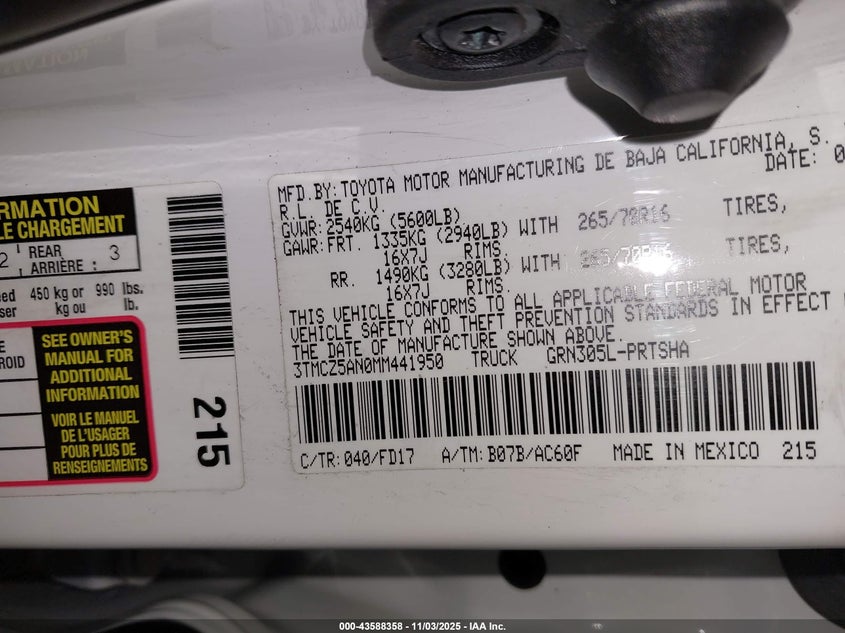 RMATION
LE CHARGEMENT
2 REAR ARRIÈRE : 3
450 kg or 990 lbs.
kg ou lb.
SEE OWNER'S
MANUAL FOR
ADDITIONAL
INFORMATION
VOIR LE MANUEL
DE L'USAGER
POUR PLUS DE
RENSEIGNEMENTS
215
MFD.BY:TOYOTA MOTOR MANUFACTURING DE BAJA CALIFORNIA, S.
R.L. DE C.V. DATE: 0
GVWR:2540KG (5600LB)
GAWR:FRT. 1335KG (2940LB) WITH 265/70R16 TIRES,
16X7J RIMS.
RR. 1490KG (3280LB) WITH 265/70R16 TIRES,
16X7J RIMS.
THIS VEHICLE CONFORMS TO ALL APPLICABLE FEDERAL MOTOR
VEHICLE SAFETY AND THEFT PREVENTION STANDARDS IN EFFECT
THE DATE OF MANUFACTURE SHOWN ABOVE.
3TMCZ5AN0MM441950 TRUCK GRN305L-PRTSHA
C/TR:040/FD17 A/TM:B07B/AC60F MADE IN MEXICO 215
000-43588358 - 11/03/2025 - IAA Inc.